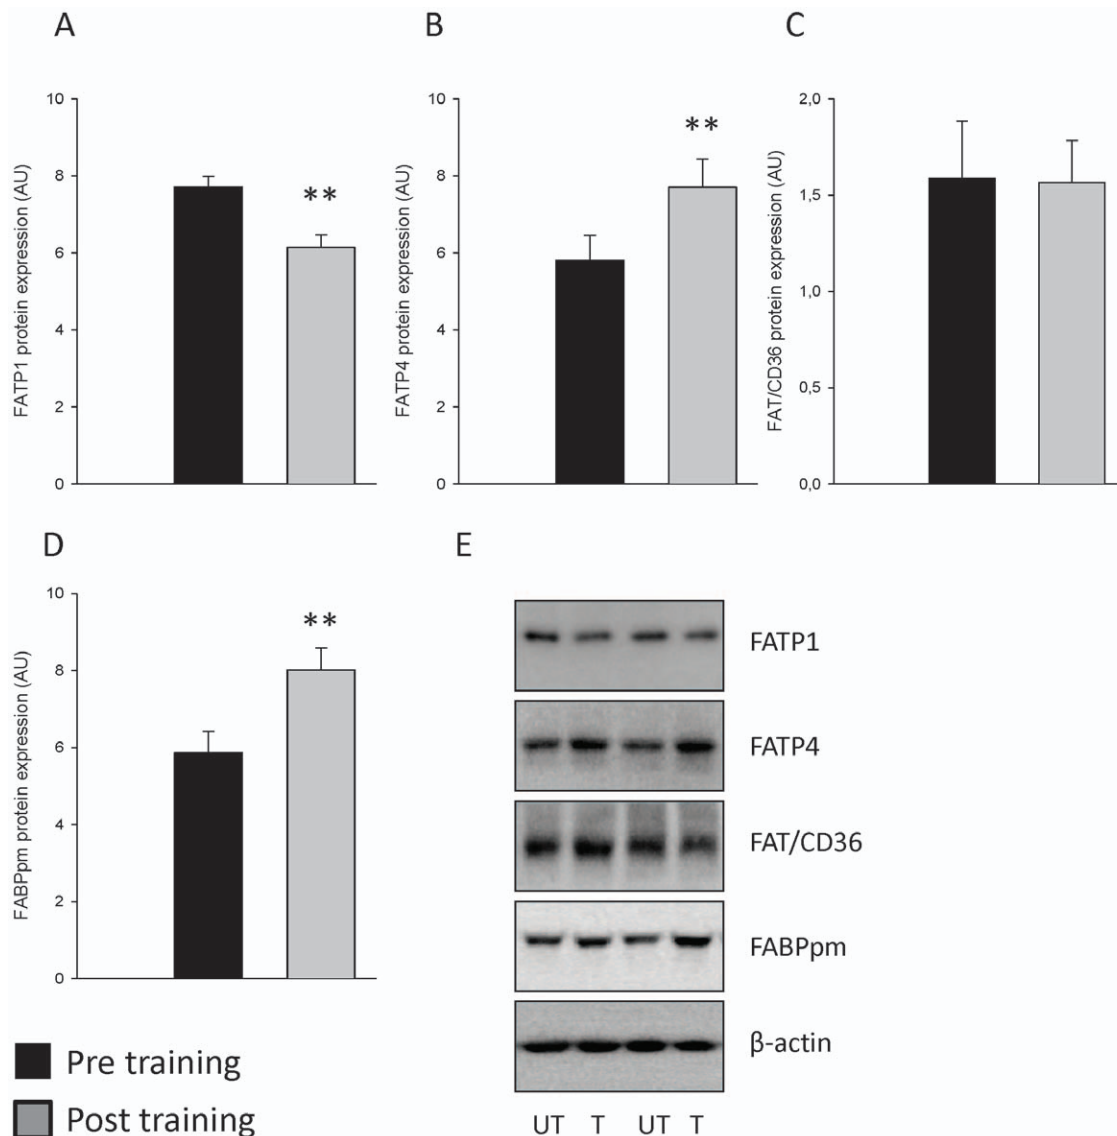 A
B
C
FATP1 protein expression (AU)
10
8
6
4
2
0
**
FATP4 protein expression (AU)
10
8
6
4
2
0
**
FAT/CD36 protein expression (AU)
2,0
1,5
1,0
0,5
0,0
D
E
FABPpm protein expression (AU)
10
8
6
4
2
0
**
FATP1
FATP4
FAT/CD36
FABPpm
β-actin
UT T UT T
Pre training
Post training